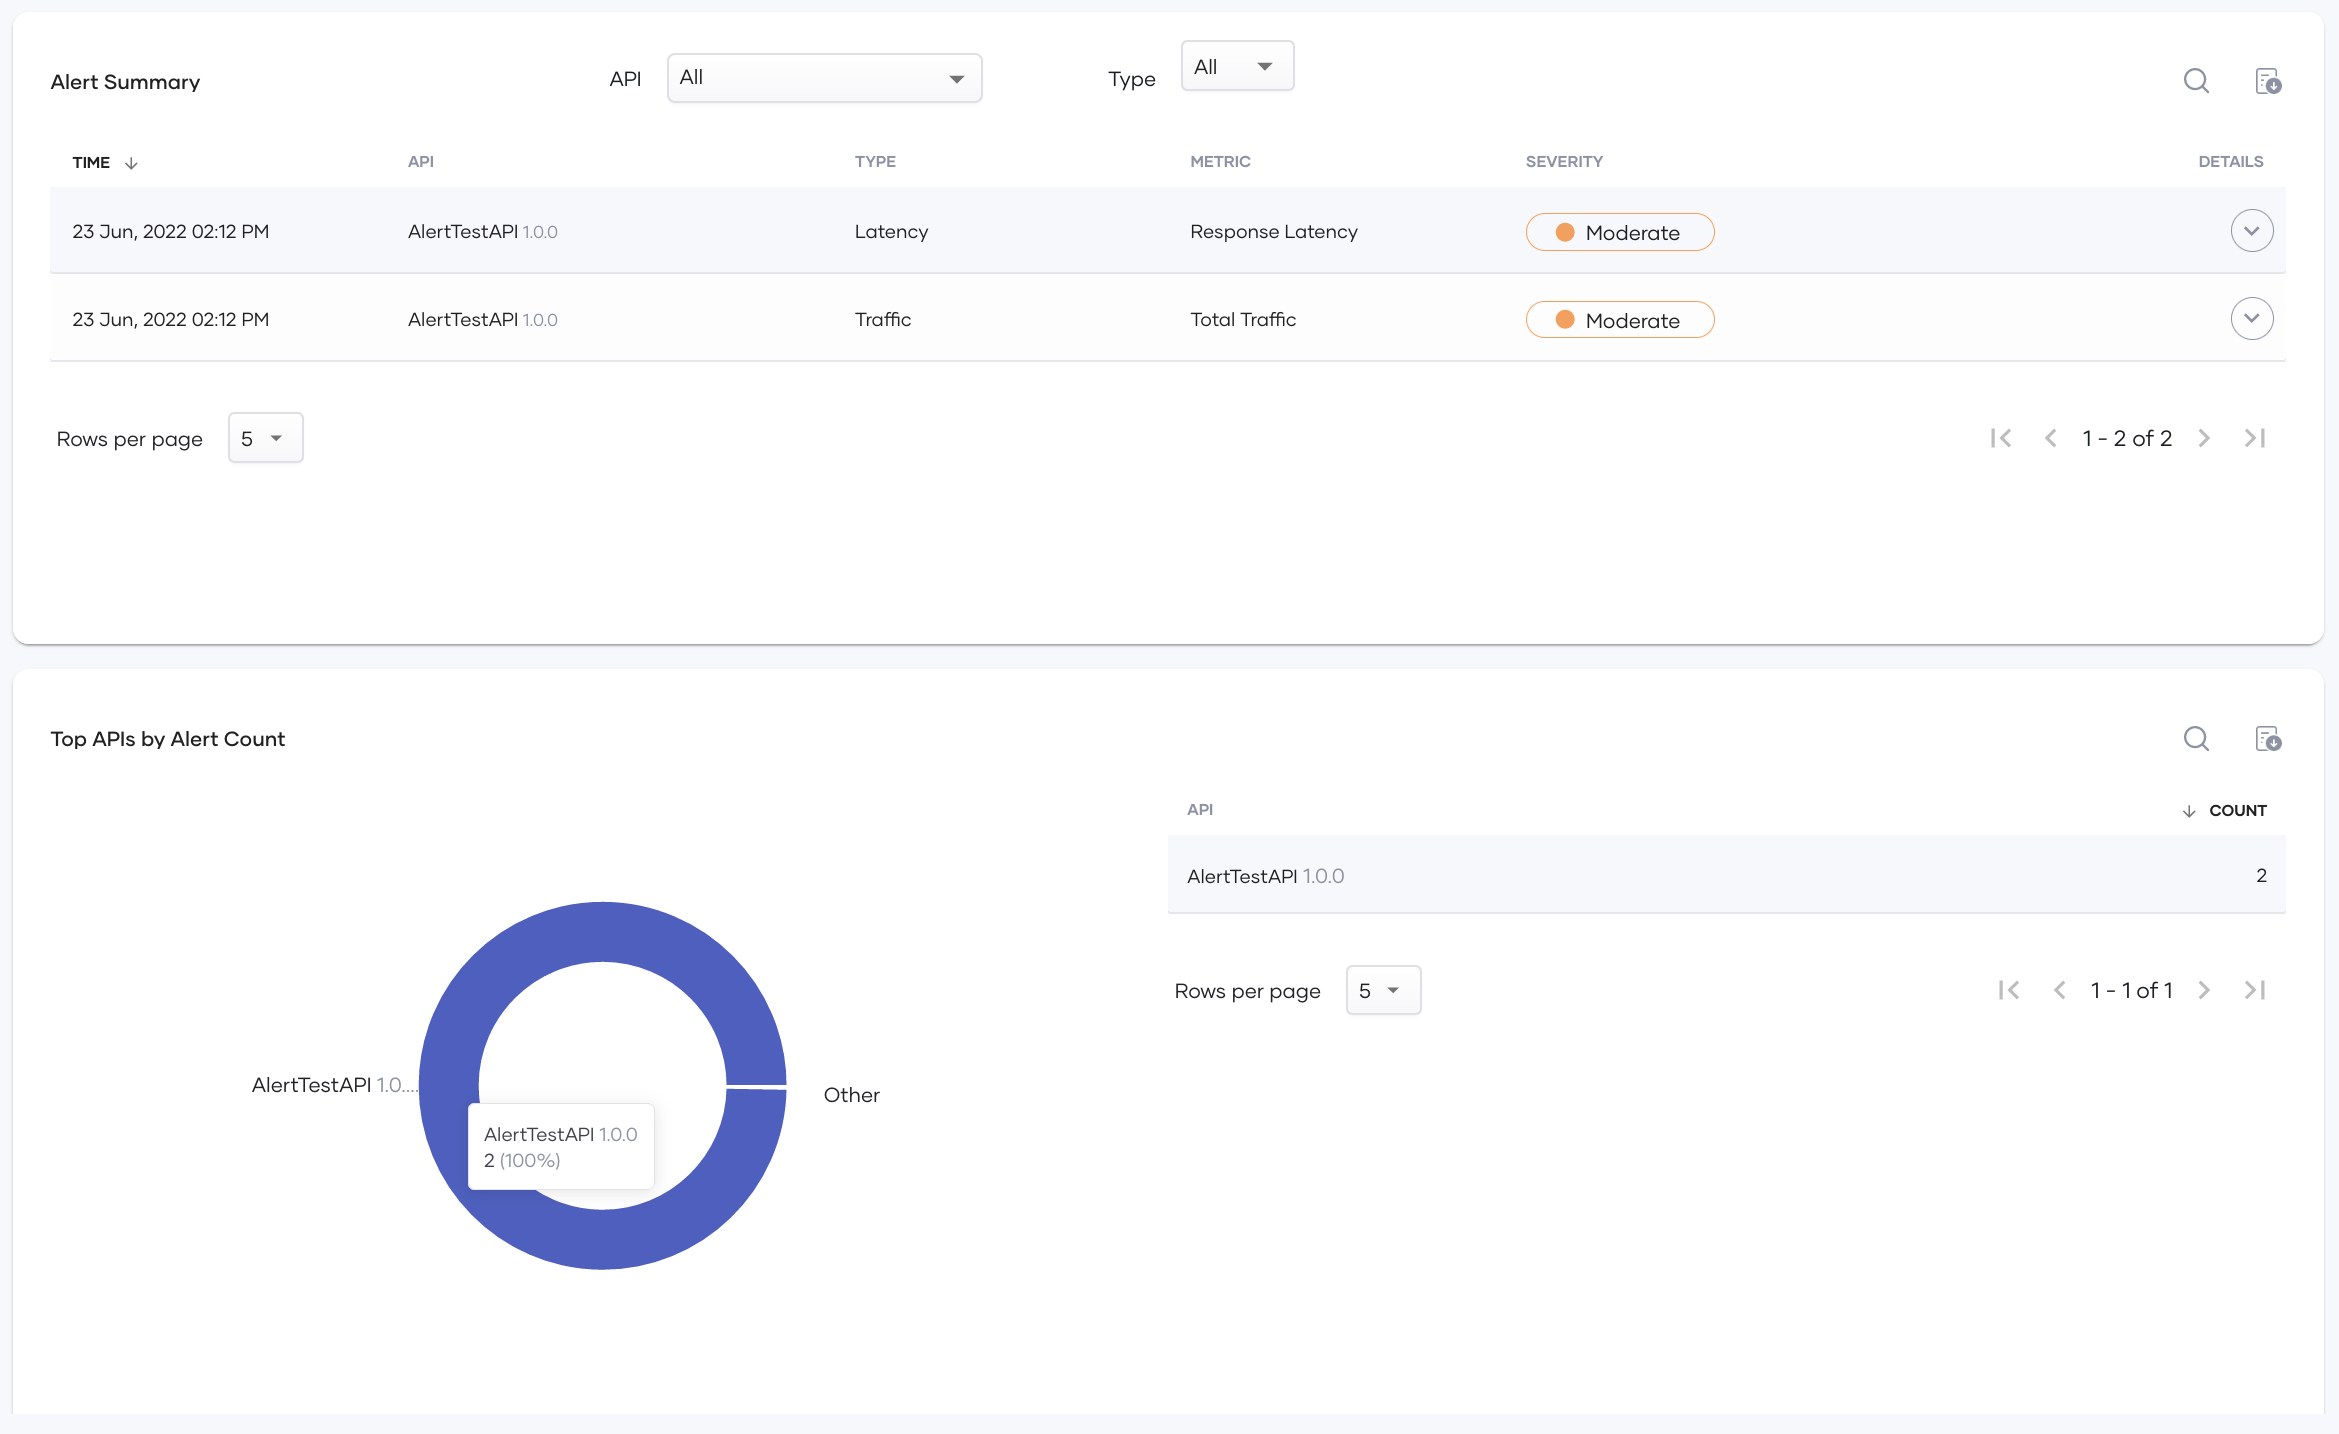 Alert Summary API All Type All
TIME API TYPE METRIC SEVERITY DETAILS
23 Jun, 2022 02:12 PM AlertTestAPI 1.0.0 Latency Response Latency Moderate
23 Jun, 2022 02:12 PM AlertTestAPI 1.0.0 Traffic Total Traffic Moderate
Rows per page 5 1 - 2 of 2
Top APIs by Alert Count
API COUNT
AlertTestAPI 1.0.0 2
Rows per page 5 1 - 1 of 1
AlertTestAPI 1.0....
Other
AlertTestAPI 1.0.0
2 (100%)